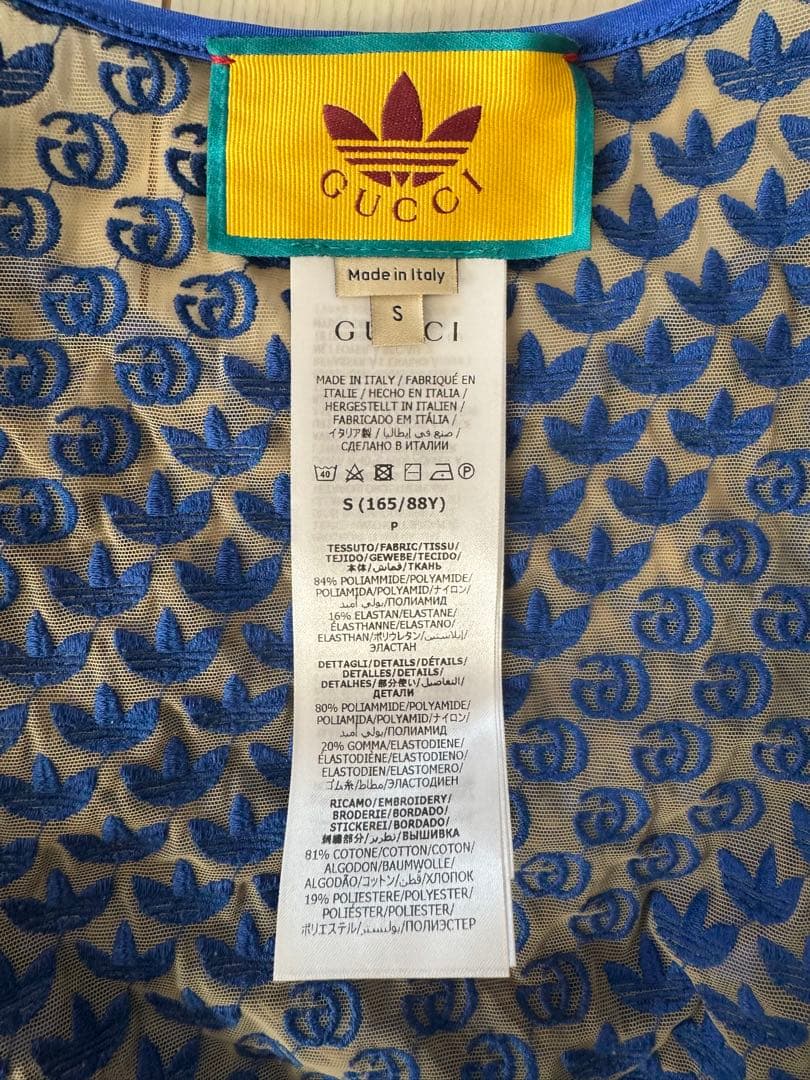 GUCCI
Made in Italy
S
MADE IN ITALY / FABRIQUÉ EN
ITALIE / HECHO EN ITALIA /
HERGESTELLT IN ITALIEN /
FABRICADO EM ITÁLIA /
イタリア製 / صنع في إيطاليا /
СДЕЛАНО В ИТАЛИИ
40 P
S (165/88Y)
P
TESSUTO/FABRIC/TISSU/
TEJIDO/GEWEBE/TECIDO/
本体/قماش/ТКАНЬ
84% POLIAMMIDE/POLYAMIDE/
POLIAMIDA/POLYAMID/ナイロン/
بولي أميد/ПОЛИАМИД
16% ELASTAN/ELASTANE/
ÉLASTHANNE/ELASTANO/
ELASTHAN/ポリウレタン/إيلاستين/
ЭЛАСТАН
DETTAGLI/DETAILS/DÉTAILS/
DETALLES/DETAILS/
DETALHES/部分使い/التفاصيل/
ДЕТАЛИ
80% POLIAMMIDE/POLYAMIDE/
POLIAMIDA/POLYAMID/ナイロン/
بولي أميد/ПОЛИАМИД
20% GOMMA/ELASTODIENE/
ÉLASTHODIÈNE/ELASTODIENO/
ELASTODIEN/ELASTOMERO/
ゴム糸/مطاط/ЭЛАСТОДИЕН
RICAMO/EMBROIDERY/
BRODERIE/BORDADO/
STICKEREI/BORDADO/
刺繍部分/تطريز/ВЫШИВКА
81% COTONE/COTTON/COTON/
ALGODON/BAUMWOLLE/
ALGODÃO/コットン/قطن/ХЛОПОК
19% POLIESTERE/POLYESTER/
POLIÉSTER/POLIESTER/
ポリエステル/بوليستر/ПОЛИЭСТЕР